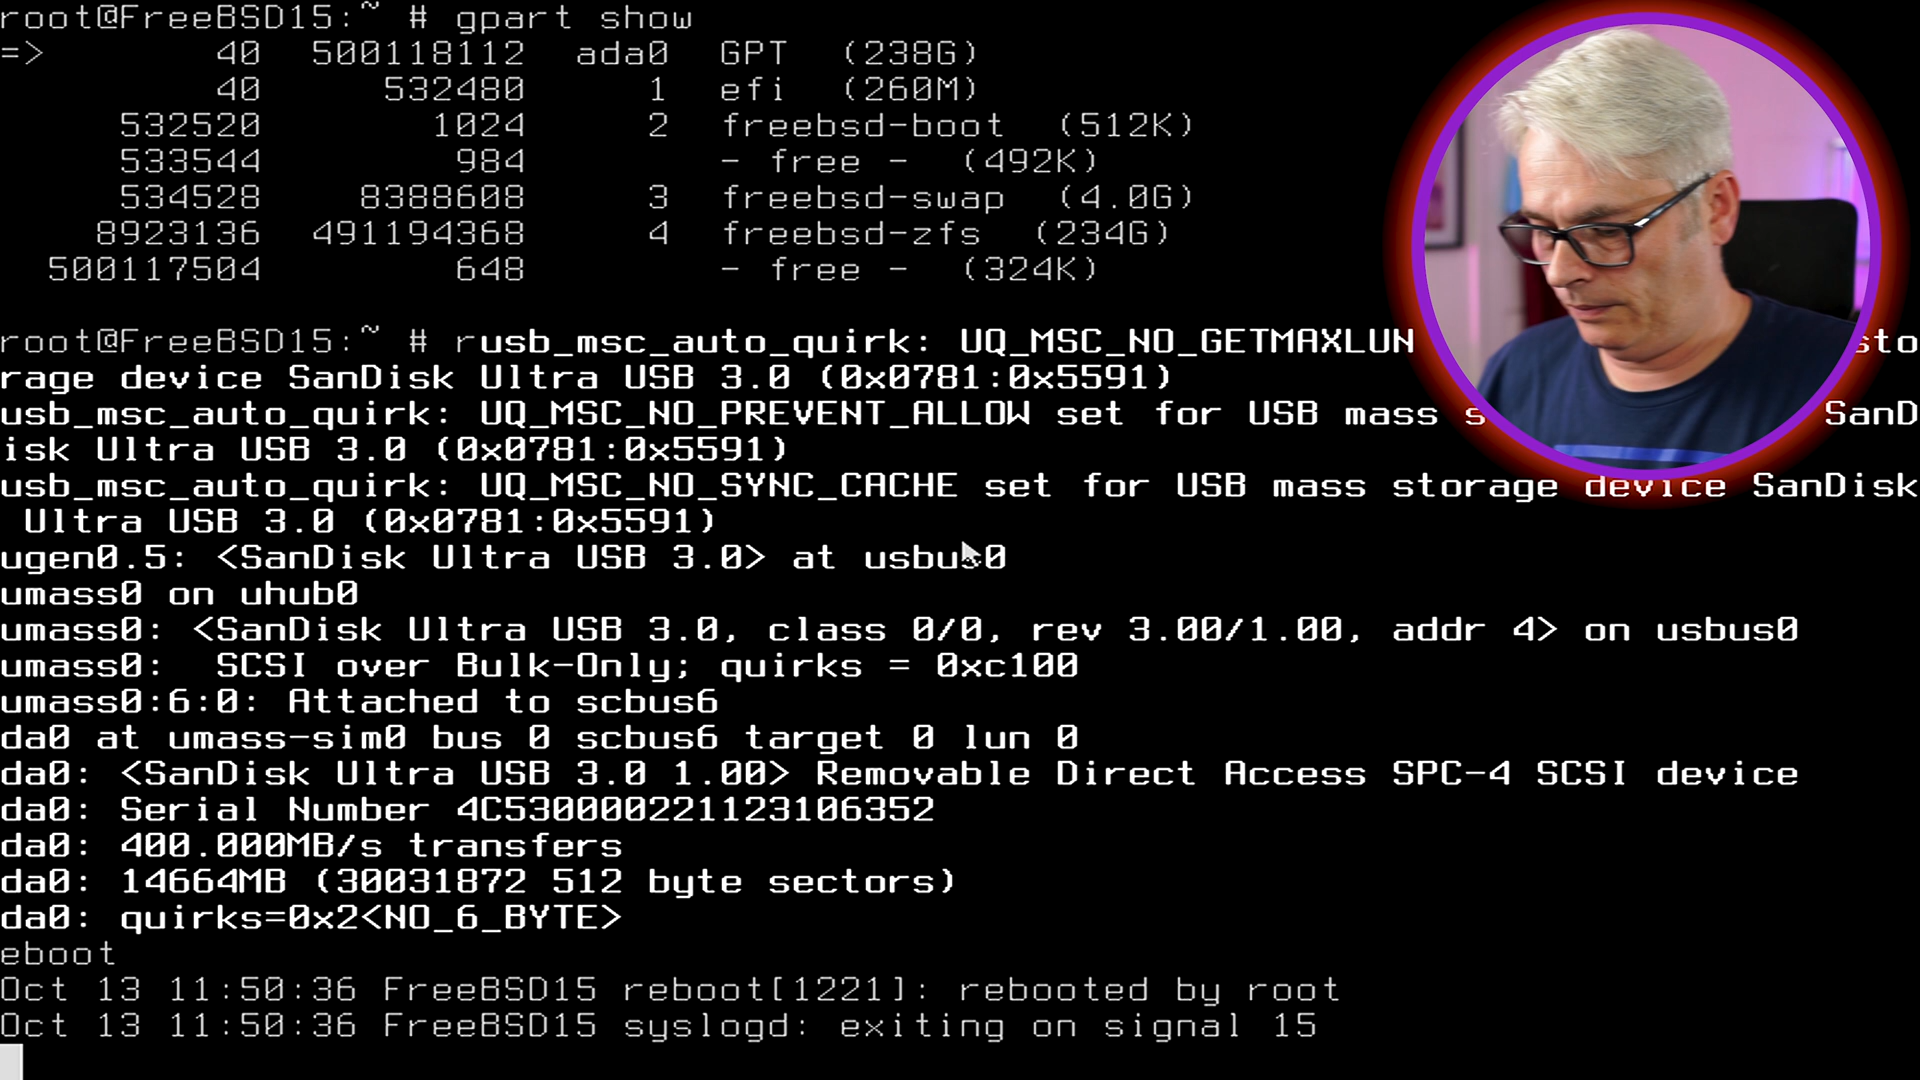 root@FreeBSD15:~ # gpart show
=>       40  500118112  ada0  GPT  (238G)
         40     532480     1  efi  (260M)
     532520       1024     2  freebsd-boot  (512K)
     533544        984        - free -  (492K)
     534528    8388608     3  freebsd-swap  (4.0G)
    8923136  491194368     4  freebsd-zfs  (234G)
  500117504        648        - free -  (324K)
root@FreeBSD15:~ # rusb_msc_auto_quirk: UQ_MSC_NO_GETMAXLUN sto
rage device SanDisk Ultra USB 3.0 (0x0781:0x5591)
usb_msc_auto_quirk: UQ_MSC_NO_PREVENT_ALLOW set for USB mass s SanD
isk Ultra USB 3.0 (0x0781:0x5591)
usb_msc_auto_quirk: UQ_MSC_NO_SYNC_CACHE set for USB mass storage device SanDisk
 Ultra USB 3.0 (0x0781:0x5591)
ugen0.5: <SanDisk Ultra USB 3.0> at usbus0
umass0 on uhub0
umass0: <SanDisk Ultra USB 3.0, class 0/0, rev 3.00/1.00, addr 4> on usbus0
umass0:  SCSI over Bulk-Only; quirks = 0xc100
umass0:6:0: Attached to scbus6
da0 at umass-sim0 bus 0 scbus6 target 0 lun 0
da0: <SanDisk Ultra USB 3.0 1.00> Removable Direct Access SPC-4 SCSI device
da0: Serial Number 4C530000221123106352
da0: 400.000MB/s transfers
da0: 14664MB (30031872 512 byte sectors)
da0: quirks=0x2<NO_6_BYTE>
eboot
Oct 13 11:50:36 FreeBSD15 reboot[1221]: rebooted by root
Oct 13 11:50:36 FreeBSD15 syslogd: exiting on signal 15